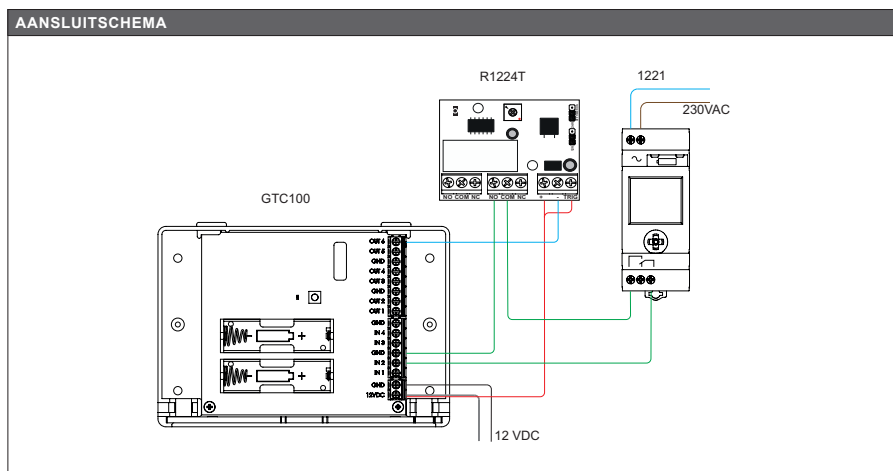 AANSLUITSCHEMA
R1224T
1221
230VAC
NO COM NC NO COM NC + - TRIG
GTC100
OUT 6
OUT 5
GND
OUT 4
OUT 3
GND
OUT 2
OUT 1
GND
IN 4
IN 3
GND
IN 2
IN 1
GND
12VDC
12 VDC